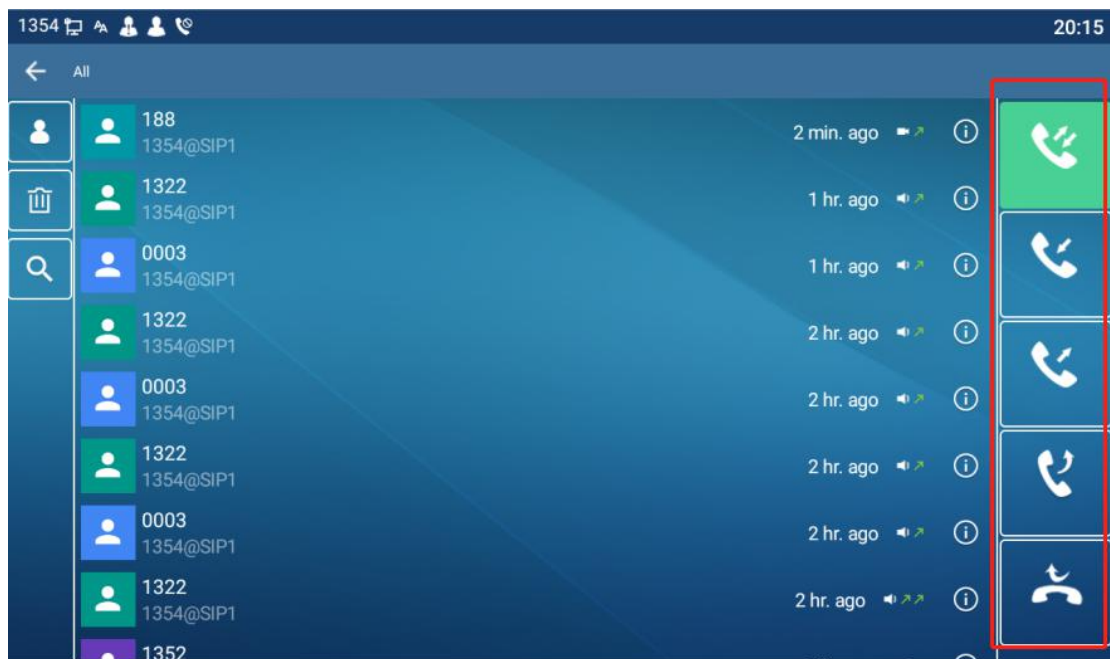 1354
20:15
All
188
1354@SIP1
2 min. ago
1322
1354@SIP1
1 hr. ago
0003
1354@SIP1
1 hr. ago
1322
1354@SIP1
2 hr. ago
0003
1354@SIP1
2 hr. ago
1322
1354@SIP1
2 hr. ago
0003
1354@SIP1
2 hr. ago
1322
1354@SIP1
2 hr. ago
1352